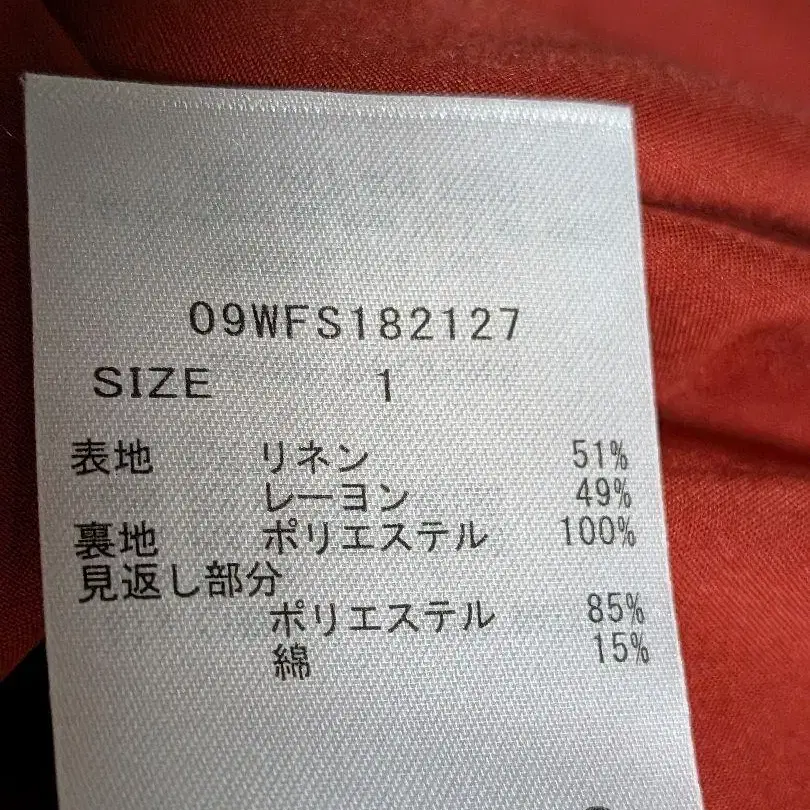 09WFS182127
SIZE 1
表地 リネン 51%
レーヨン 49%
裏地 ポリエステル 100%
見返し部分
ポリエステル 85%
綿 15%